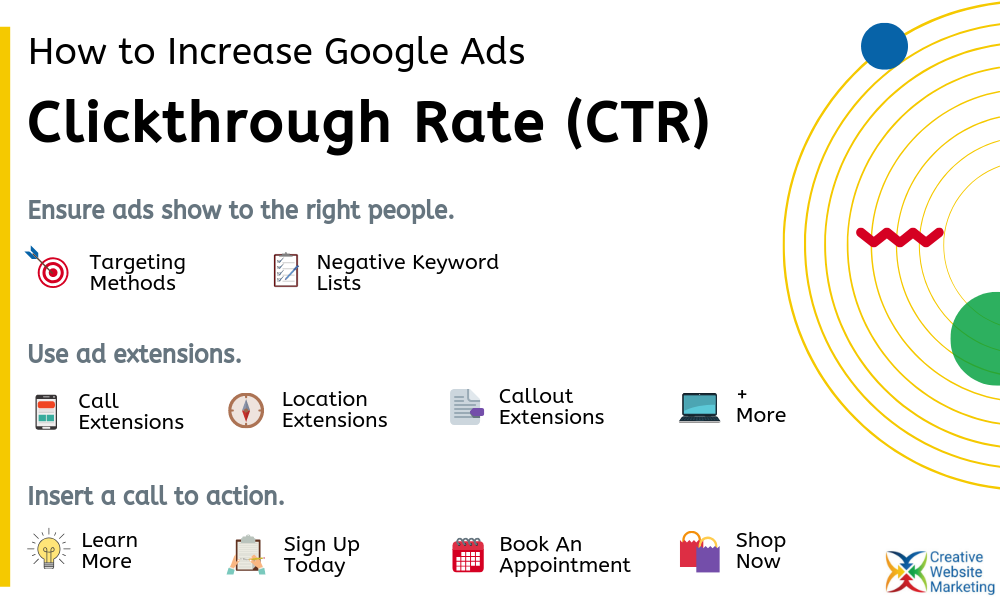 How to Increase Google Ads
Clickthrough Rate (CTR)
Ensure ads show to the right people.
Targeting
Methods
Negative Keyword
Lists
Use ad extensions.
Call
Extensions
Location
Extensions
Callout
Extensions
+
More
Insert a call to action.
Learn
More
Sign Up
Today
Book An
Appointment
Shop
Now
Creative
Website
Marketing